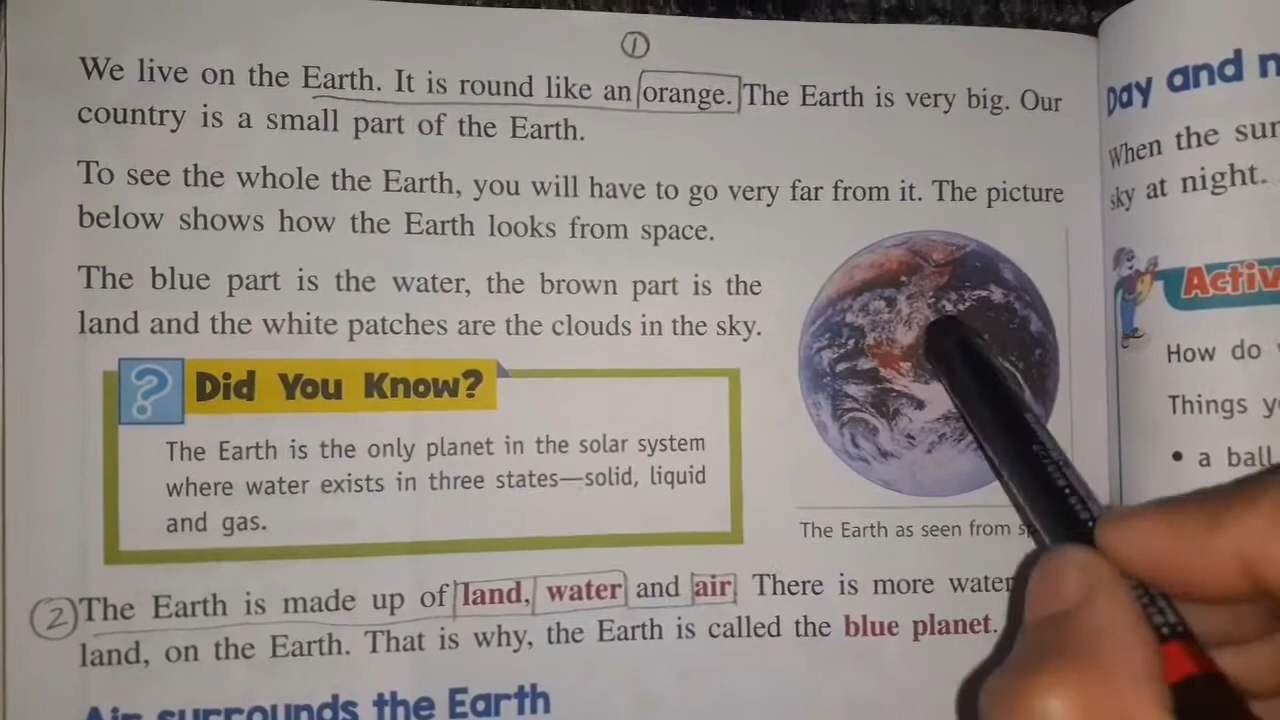 ①
We live on the Earth. It is round like an orange. The Earth is very big. Our
country is a small part of the Earth.
To see the whole the Earth, you will have to go very far from it. The picture
below shows how the Earth looks from space.
The blue part is the water, the brown part is the
land and the white patches are the clouds in the sky.
?
Did You Know?
The Earth is the only planet in the solar system
where water exists in three states—solid, liquid
and gas.
The Earth as seen from
② The Earth is made up of land, water and air. There is more water
land, on the Earth. That is why, the Earth is called the blue planet.
Air surrounds the Earth
Day and
When the
sky at night.
How do
Things
• a ball